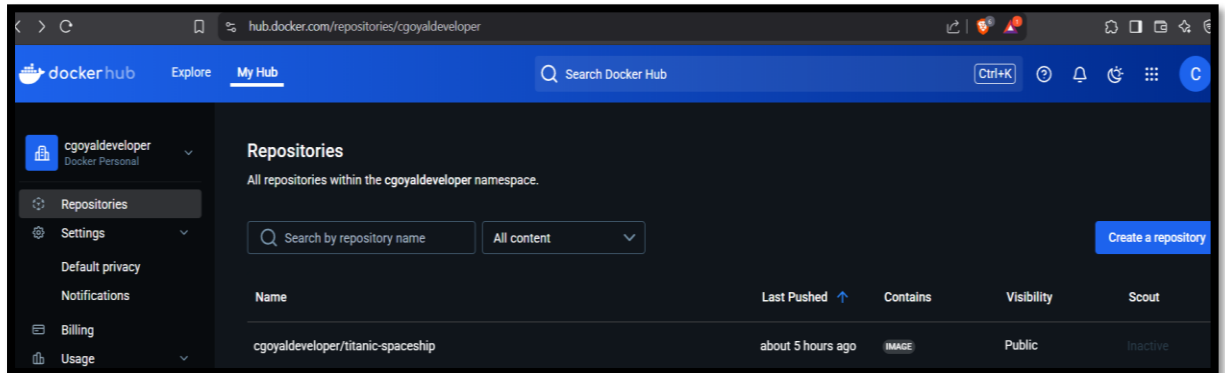 hub.docker.com/repositories/cgoyaldeveloper
dockerhub Explore My Hub Search Docker Hub Ctrl+K C
cgoyaldeveloper
Docker Personal
Repositories
Settings
Default privacy
Notifications
Billing
Usage
Repositories
All repositories within the cgoyaldeveloper namespace.
Search by repository name All content Create a repository
Name Last Pushed Contains Visibility Scout
cgoyaldeveloper/titanic-spaceship about 5 hours ago IMAGE Public Inactive